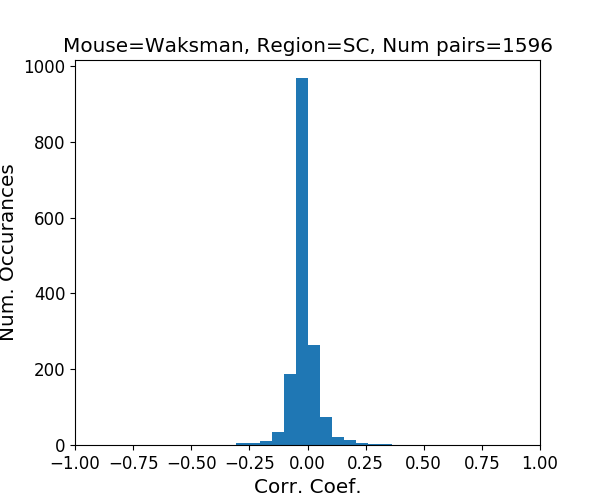 Mouse=Waksman, Region=SC, Num pairs=1596
1000
800
600
400
200
0
Num. Occurances
−1.00 −0.75 −0.50 −0.25 0.00 0.25 0.50 0.75 1.00
Corr. Coef.